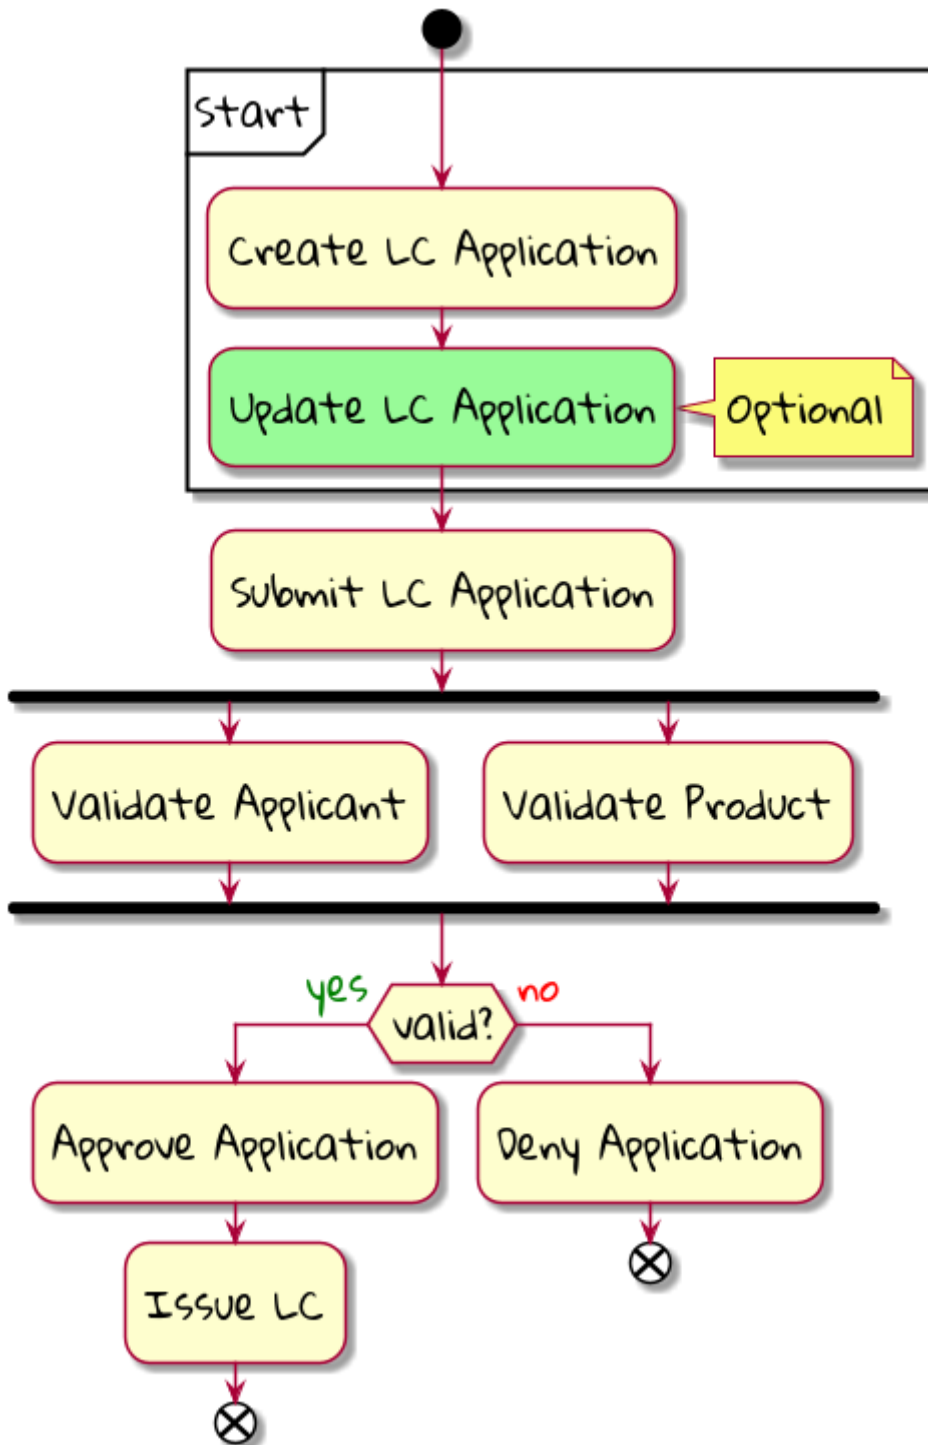 Start
Create LC Application
Update LC Application
Optional
Submit LC Application
Validate Applicant
Validate Product
yes
valid?
no
Approve Application
Deny Application
Issue LC